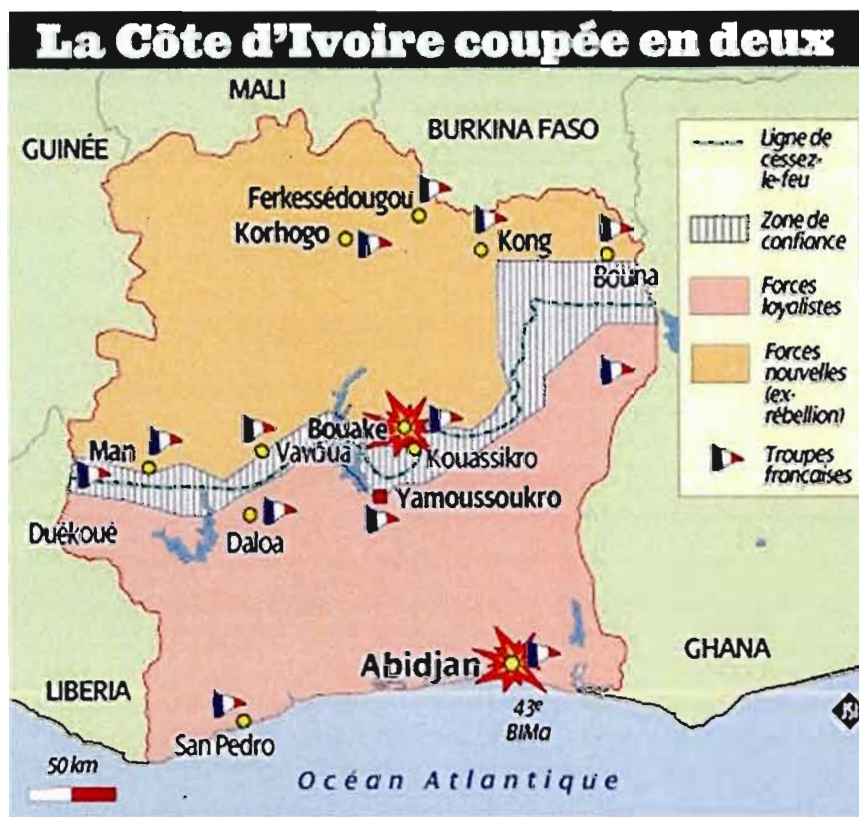 La Côte d'Ivoire coupée en deux
MALI
BURKINA FASO
GUINÉE
Ferkessédougou
Korhogo
Kong
Bouna
Bouake
Man
Vavoua
Kouassikro
Yamoussoukro
Duékoué
Daloa
Abidjan
GHANA
LIBERIA
43e
BIMa
San Pedro
50 km
Océan Atlantique
Ligne de
cessez-
le-feu
Zone de
confiance
Forces
loyalistes
Forces
nouvelles
(ex-
rébellion)
Troupes
françaises